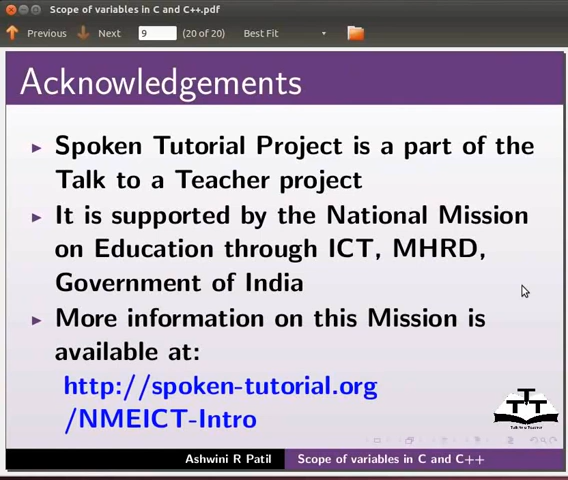 Scope of variables in C and C++.pdf
Previous Next 9 (20 of 20) Best Fit
Acknowledgements
Spoken Tutorial Project is a part of the
Talk to a Teacher project
It is supported by the National Mission
on Education through ICT, MHRD,
Government of India
More information on this Mission is
available at:
http://spoken-tutorial.org
/NMEICT-Intro
Talk to a Teacher
Ashwini R Patil Scope of variables in C and C++